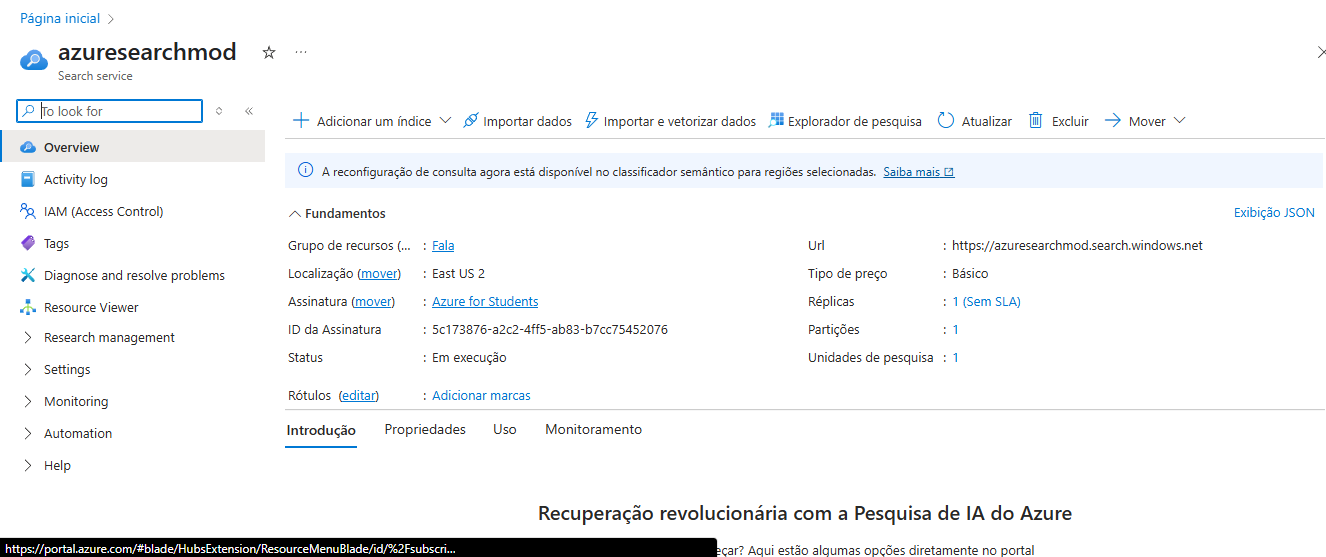 Página inicial
azuresearchmod
Search service
To look for
Overview
Activity log
IAM (Access Control)
Tags
Diagnose and resolve problems
Resource Viewer
Research management
Settings
Monitoring
Automation
Help
Adicionar um índice Importar dados Importar e vetorizar dados Explorador de pesquisa Atualizar Excluir Mover
A reconfiguração de consulta agora está disponível no classificador semântico para regiões selecionadas. Saiba mais
Fundamentos Exibição JSON
Grupo de recursos (... : Fala
Localização (mover) : East US 2
Assinatura (mover) : Azure for Students
ID da Assinatura : 5c173876-a2c2-4ff5-ab83-b7cc75452076
Status : Em execução
Rótulos (editar) : Adicionar marcas
Url : https://azuresearchmod.search.windows.net
Tipo de preço : Básico
Réplicas : 1 (Sem SLA)
Partições : 1
Unidades de pesquisa : 1
Introdução Propriedades Uso Monitoramento
Recuperação revolucionária com a Pesquisa de IA do Azure
eçar? Aqui estão algumas opções diretamente no portal
https://portal.azure.com/#blade/HubsExtension/ResourceMenuBlade/id/%2Fsubscri...